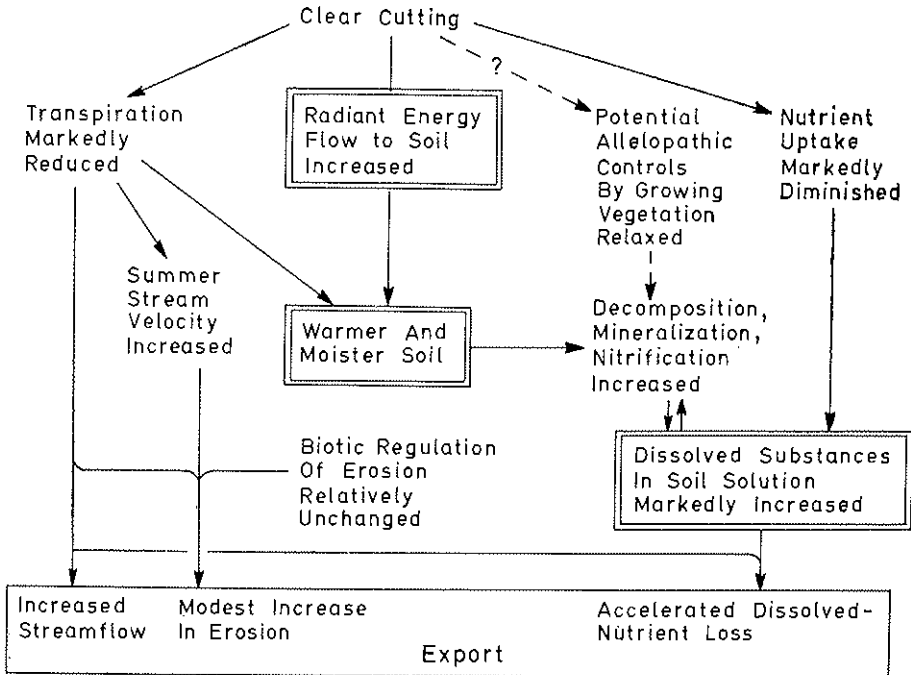 Clear Cutting
?
Transpiration
Markedly
Reduced
Radiant Energy
Flow to Soil
Increased
Potential
Allelopathic
Controls
By Growing
Vegetation
Relaxed
Nutrient
Uptake
Markedly
Diminished
Summer
Stream
Velocity
Increased
Warmer And
Moister Soil
Decomposition,
Mineralization,
Nitrification
Increased
Biotic Regulation
Of Erosion
Relatively
Unchanged
Dissolved Substances
In Soil Solution
Markedly Increased
Increased
Streamflow
Modest Increase
In Erosion
Accelerated Dissolved-
Nutrient Loss
Export